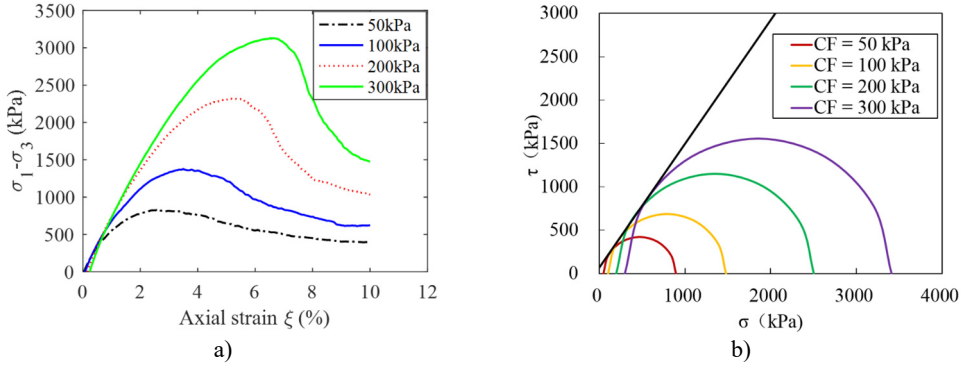 3500
3000
2500
2000
1500
1000
500
0
σ1-σ3 (kPa)
50kPa
100kPa
200kPa
300kPa
0 2 4 6 8 10 12
Axial strain ξ (%)
a)
3000
2500
2000
1500
1000
500
0
τ（kPa）
CF = 50 kPa
CF = 100 kPa
CF = 200 kPa
CF = 300 kPa
0 1000 2000 3000 4000
σ（kPa）
b)